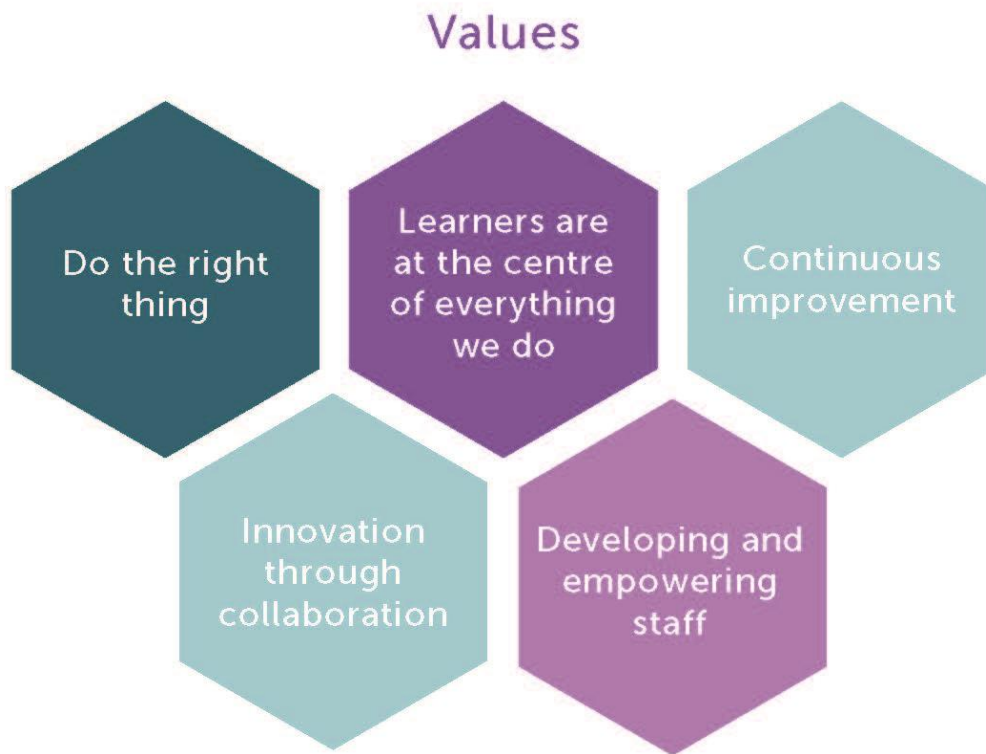 Values
Do the right
thing
Learners are
at the centre
of everything
we do
Continuous
improvement
Innovation
through
collaboration
Developing and
empowering
staff